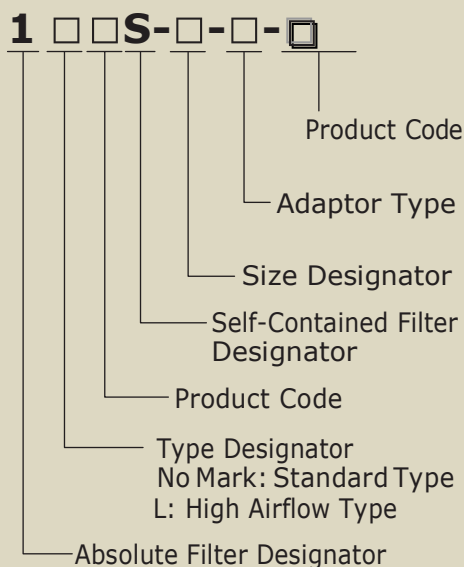 1 □ □ S-□-□-□
Product Code
Adaptor Type
Size Designator
Self-Contained Filter
Designator
Product Code
Type Designator
No Mark: Standard Type
L: High Airflow Type
Absolute Filter Designator